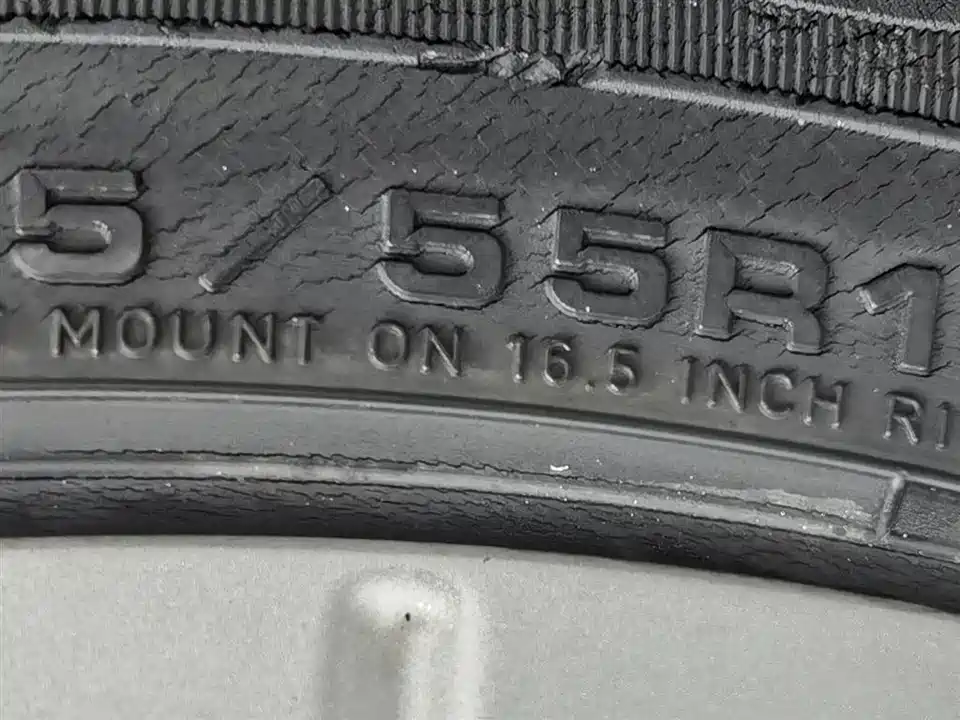 5/55R1
MOUNT ON 16.5 INCH RI